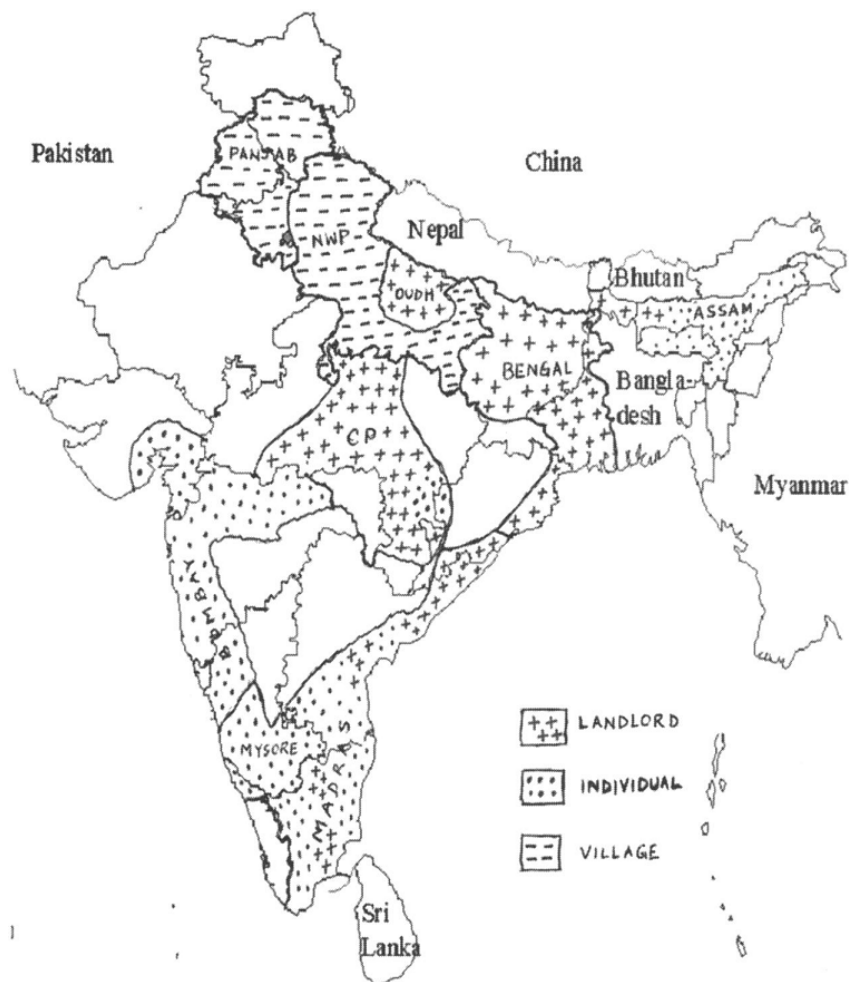 Pakistan
China
PANJAB
NWP
Nepal
OUDH
Bhutan
ASSAM
BENGAL
Bangla-
desh
CP
Myanmar
BOMBAY
MYSORE
MADRAS
LANDLORD
INDIVIDUAL
VILLAGE
Sri
Lanka